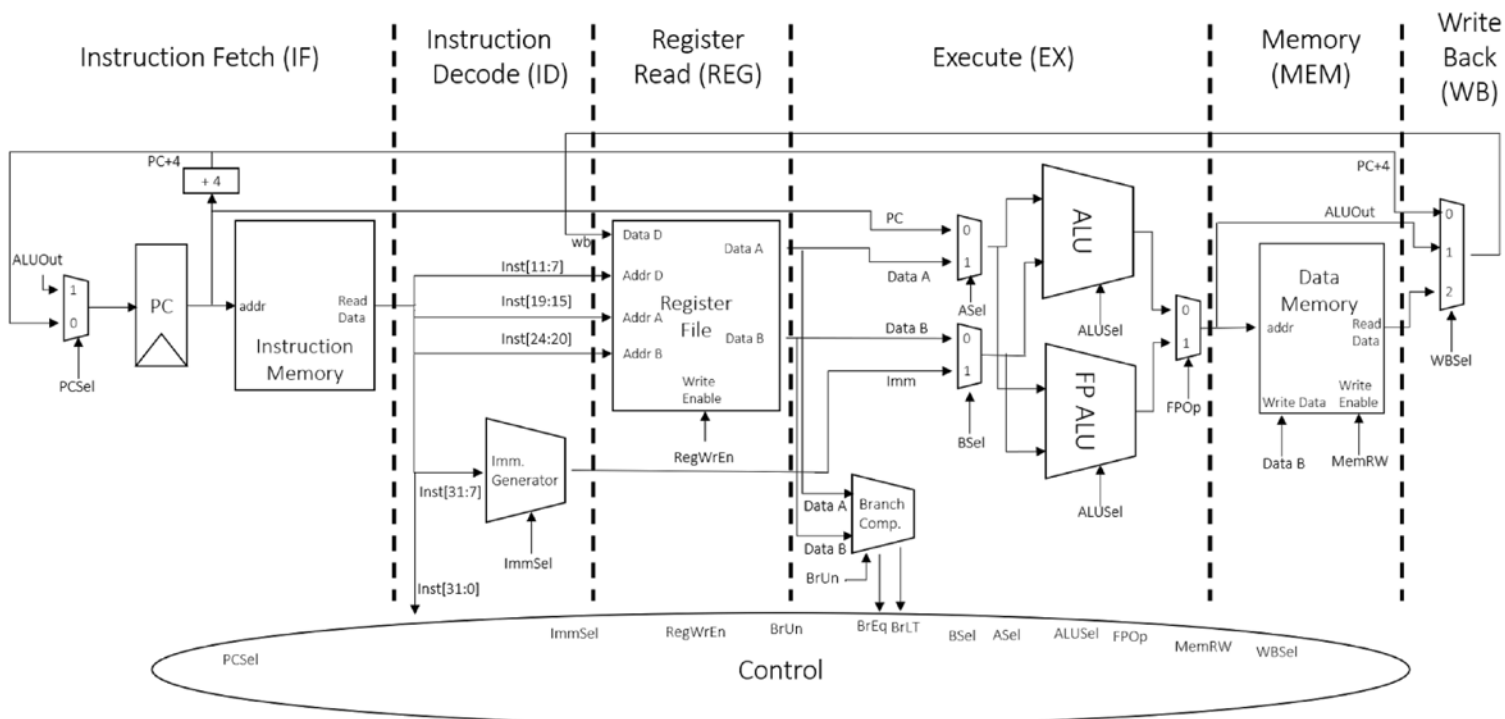 Instruction Fetch (IF)
Instruction
Decode (ID)
Register
Read (REG)
Execute (EX)
Memory
(MEM)
Write
Back
(WB)
PC+4
+ 4
ALUOut
1
0
PCSel
PC
addr
Read
Data
Instruction
Memory
wb
Inst[11:7]
Inst[19:15]
Inst[24:20]
Data D
Addr D
Addr A
Addr B
Data A
Data B
Register
File
Write
Enable
RegWrEn
Imm.
Generator
Inst[31:7]
ImmSel
Inst[31:0]
PC
Data A
0
1
ASel
Data B
Imm
0
1
BSel
ALU
ALUSel
FP ALU
ALUSel
0
1
FPOp
Data A
Data B
Branch
Comp.
BrUn
PC+4
ALUOut
Data
Memory
addr
Read
Data
Write Data
Write
Enable
Data B
MemRW
0
1
2
WBSel
PCSel
ImmSel
RegWrEn
BrUn
BrEq
BrLT
BSel
ASel
ALUSel
FPOp
MemRW
WBSel
Control